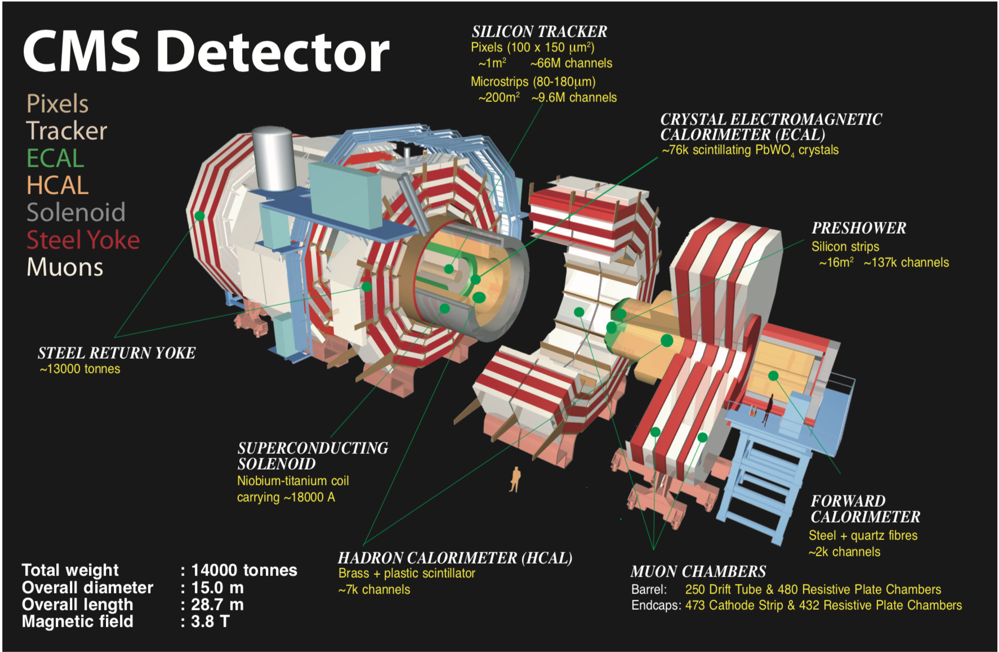 CMS Detector
Pixels
Tracker
ECAL
HCAL
Solenoid
Steel Yoke
Muons
SILICON TRACKER
Pixels (100 x 150 μm²)
~1m² ~66M channels
Microstrips (80-180μm)
~200m² ~9.6M channels
CRYSTAL ELECTROMAGNETIC
CALORIMETER (ECAL)
~76k scintillating PbWO₄ crystals
PRESHOWER
Silicon strips
~16m² ~137k channels
STEEL RETURN YOKE
~13000 tonnes
SUPERCONDUCTING
SOLENOID
Niobium-titanium coil
carrying ~18000 A
FORWARD
CALORIMETER
Steel + quartz fibres
~2k channels
HADRON CALORIMETER (HCAL)
Brass + plastic scintillator
~7k channels
MUON CHAMBERS
Barrel: 250 Drift Tube & 480 Resistive Plate Chambers
Endcaps: 473 Cathode Strip & 432 Resistive Plate Chambers
Total weight : 14000 tonnes
Overall diameter : 15.0 m
Overall length : 28.7 m
Magnetic field : 3.8 T